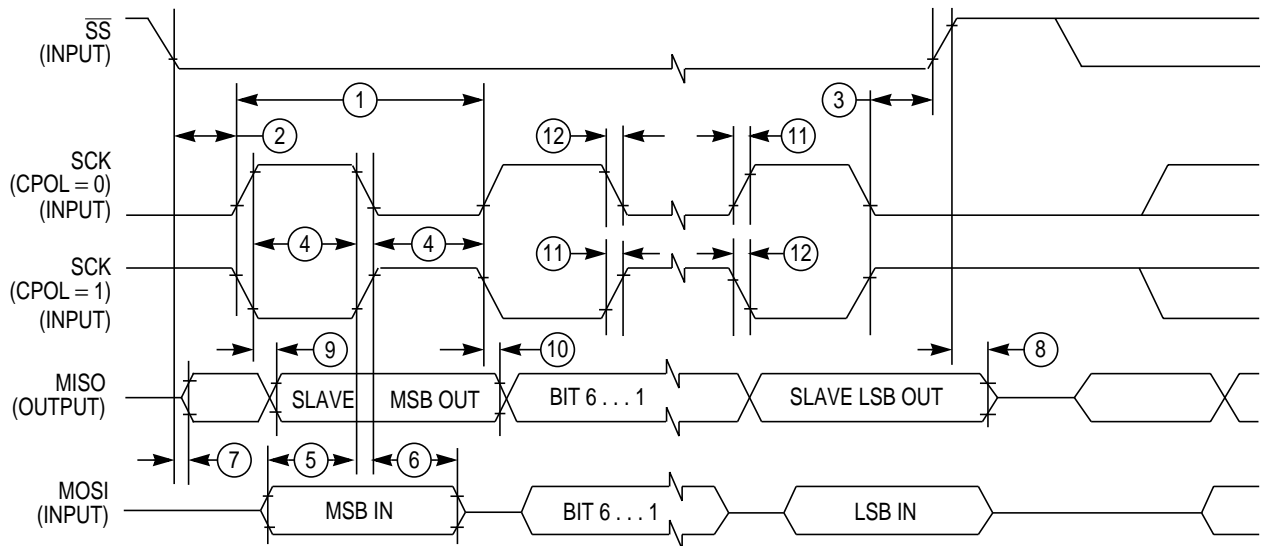 SS
(INPUT)
1
3
2
12
11
SCK
(CPOL = 0)
(INPUT)
4
4
11
12
SCK
(CPOL = 1)
(INPUT)
9
10
8
MISO
(OUTPUT)
SLAVE
MSB OUT
BIT 6 . . . 1
SLAVE LSB OUT
7
5
6
MOSI
(INPUT)
MSB IN
BIT 6 . . . 1
LSB IN